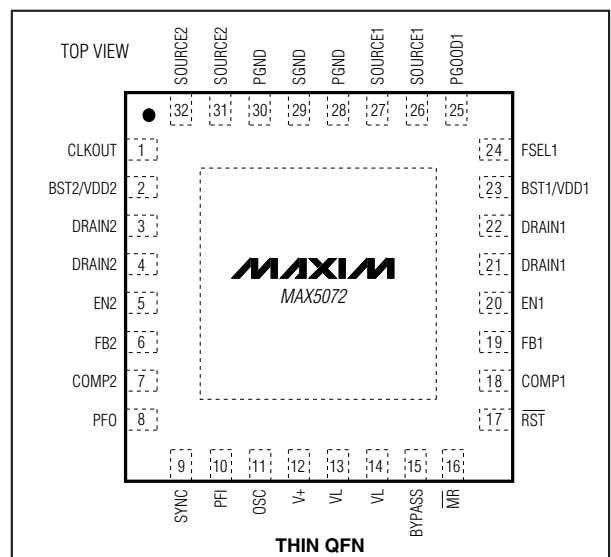 TOP VIEW
SOURCE2
SOURCE2
PGND
SGND
PGND
SOURCE1
SOURCE1
PGOOD1
32 31 30 29 28 27 26 25
CLKOUT 1
BST2/VDD2 2
DRAIN2 3
DRAIN2 4
EN2 5
FB2 6
COMP2 7
PFO 8
24 FSEL1
23 BST1/VDD1
22 DRAIN1
21 DRAIN1
20 EN1
19 FB1
18 COMP1
17 RST
MAXIM
MAX5072
9 10 11 12 13 14 15 16
SYNC
PFI
OSC
V+
VL
VL
BYPASS
MR
THIN QFN